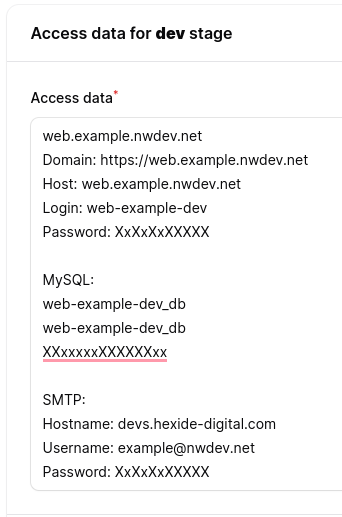 Access data for dev stage
Access data*
web.example.nwdev.net
Domain: https://web.example.nwdev.net
Host: web.example.nwdev.net
Login: web-example-dev
Password: XxXxXxXXXXX
MySQL:
web-example-dev_db
web-example-dev_db
XXxxxxxXXXXXXxx
SMTP:
Hostname: devs.hexide-digital.com
Username: example@nwdev.net
Password: XxXxXxXXXXX